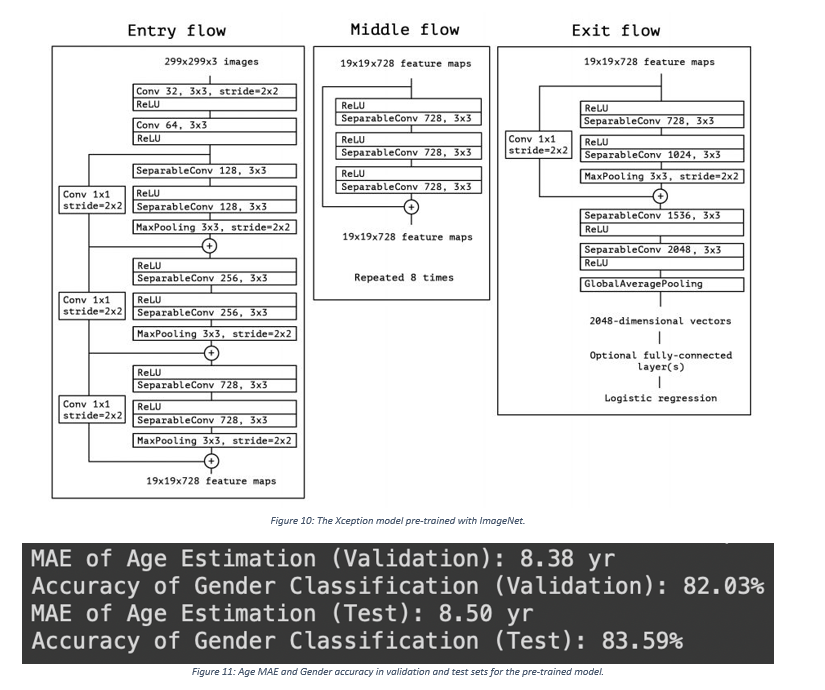 Entry flow
299x299x3 images
Conv 32, 3x3, stride=2x2
ReLU
Conv 64, 3x3
ReLU
SeparableConv 128, 3x3
Conv 1x1
stride=2x2
ReLU
SeparableConv 128, 3x3
MaxPooling 3x3, stride=2x2
+
ReLU
SeparableConv 256, 3x3
Conv 1x1
stride=2x2
ReLU
SeparableConv 256, 3x3
MaxPooling 3x3, stride=2x2
+
ReLU
SeparableConv 728, 3x3
Conv 1x1
stride=2x2
ReLU
SeparableConv 728, 3x3
MaxPooling 3x3, stride=2x2
+
19x19x728 feature maps
Middle flow
19x19x728 feature maps
ReLU
SeparableConv 728, 3x3
ReLU
SeparableConv 728, 3x3
ReLU
SeparableConv 728, 3x3
+
19x19x728 feature maps
Repeated 8 times
Exit flow
19x19x728 feature maps
ReLU
SeparableConv 728, 3x3
Conv 1x1
stride=2x2
ReLU
SeparableConv 1024, 3x3
MaxPooling 3x3, stride=2x2
+
SeparableConv 1536, 3x3
ReLU
SeparableConv 2048, 3x3
ReLU
GlobalAveragePooling
2048-dimensional vectors
Optional fully-connected
layer(s)
Logistic regression
Figure 10: The Xception model pre-trained with ImageNet.
MAE of Age Estimation (Validation): 8.38 yr
Accuracy of Gender Classification (Validation): 82.03%
MAE of Age Estimation (Test): 8.50 yr
Accuracy of Gender Classification (Test): 83.59%
Figure 11: Age MAE and Gender accuracy in validation and test sets for the pre-trained model.